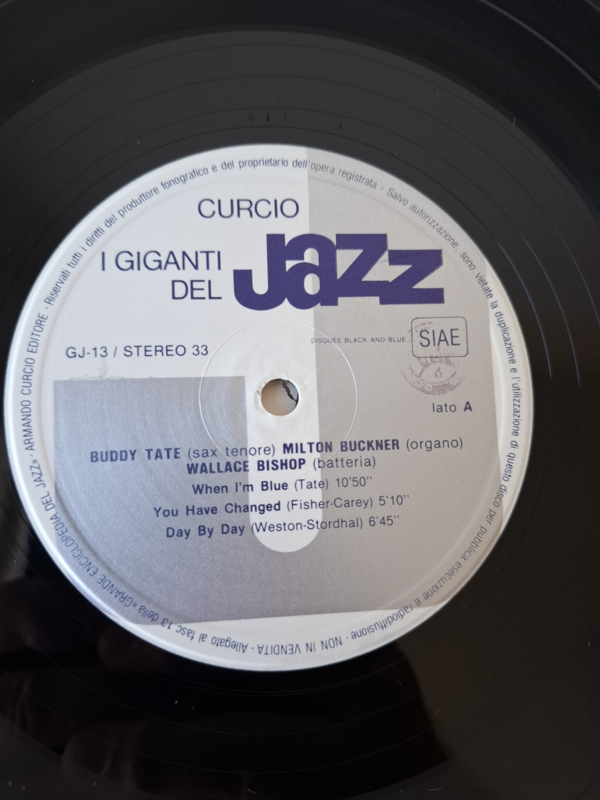 CURCIO
I GIGANTI
DEL
Jazz
GJ-13 / STEREO 33
DISQUES BLACK AND BLUE
SIAE
lato A
BUDDY TATE (sax tenore) MILTON BUCKNER (organo)
WALLACE BISHOP (batteria)
When I'm Blue (Tate) 10'50"
You Have Changed (Fisher-Carey) 5'10"
Day By Day (Weston-Stordhal) 6'45"
ARMANDO CURCIO EDITORE - Riservati tutti i diritti del produttore fonografico e del proprietario dell'opera registrata - Salvo autorizzazione, sono vietate la duplicazione e l'utilizzazione di questo disco per pubblica esecuzione e radiodiffusione - NON IN VENDITA - Allegato al fasc. 13 della «GRANDE ENCICLOPEDIA DEL JAZZ» -